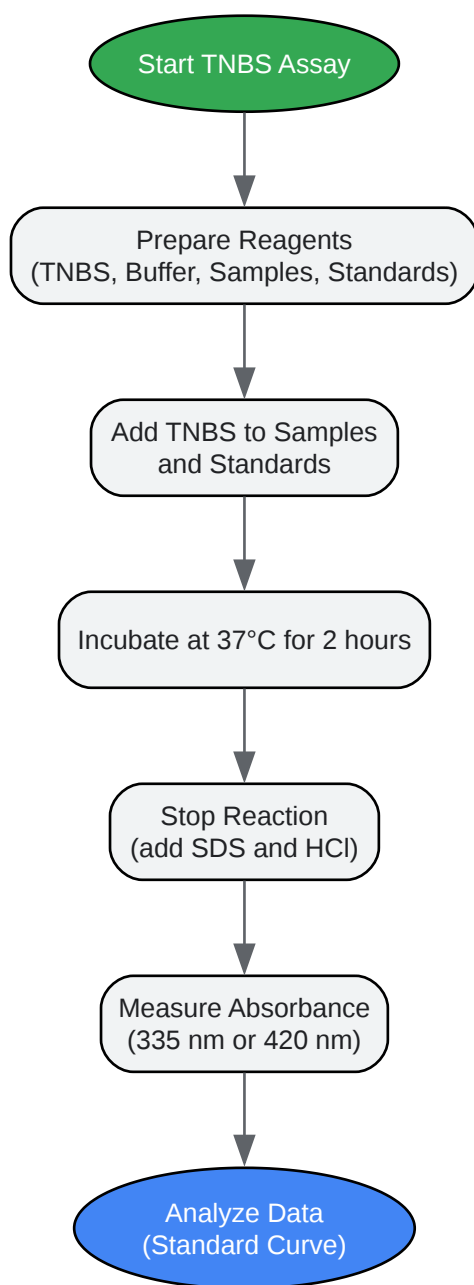 Start TNBS Assay
Prepare Reagents
(TNBS, Buffer, Samples, Standards)
Add TNBS to Samples
and Standards
Incubate at 37°C for 2 hours
Stop Reaction
(add SDS and HCl)
Measure Absorbance
(335 nm or 420 nm)
Analyze Data
(Standard Curve)